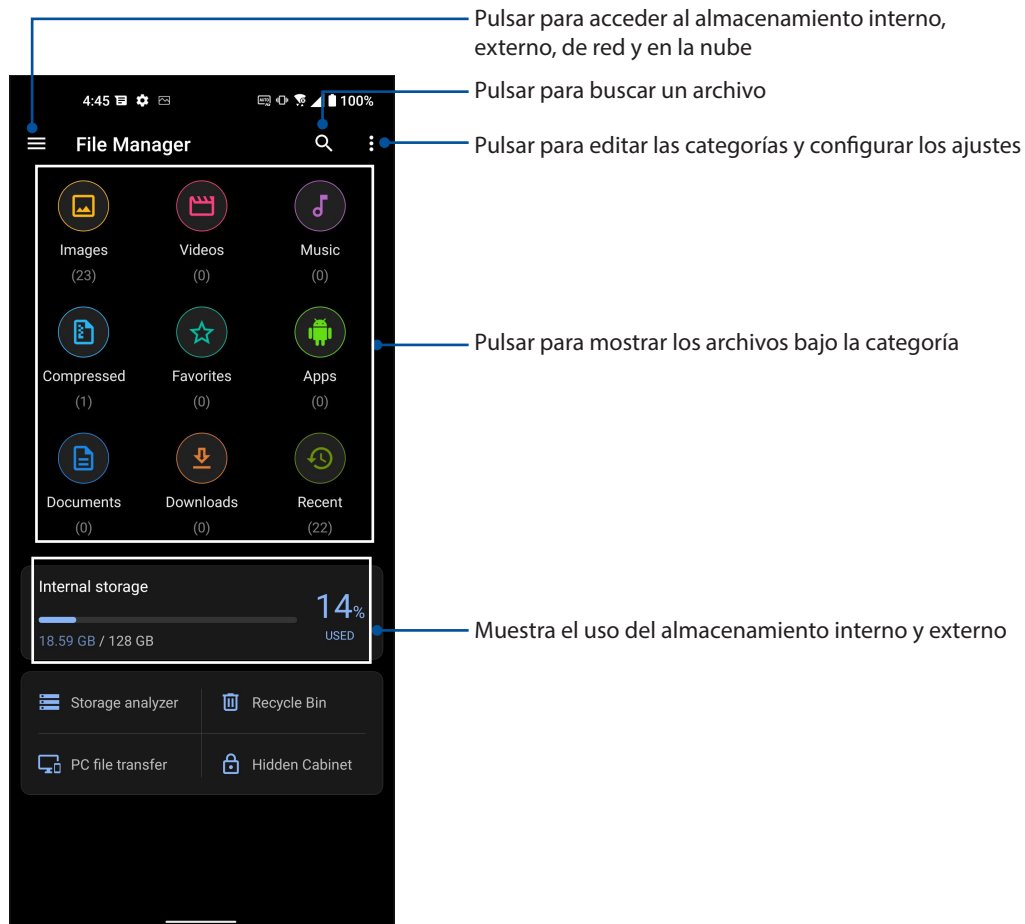 Pulsar para acceder al almacenamiento interno,
externo, de red y en la nube
4:45 100%
Pulsar para buscar un archivo
File Manager
Pulsar para editar las categorías y configurar los ajustes
Images Videos Music
(23) (0) (0)
Pulsar para mostrar los archivos bajo la categoría
Compressed Favorites Apps
(1) (0) (0)
Documents Downloads Recent
(0) (0) (22)
Internal storage
14%
18.59 GB / 128 GB USED
Muestra el uso del almacenamiento interno y externo
Storage analyzer Recycle Bin
PC file transfer Hidden Cabinet